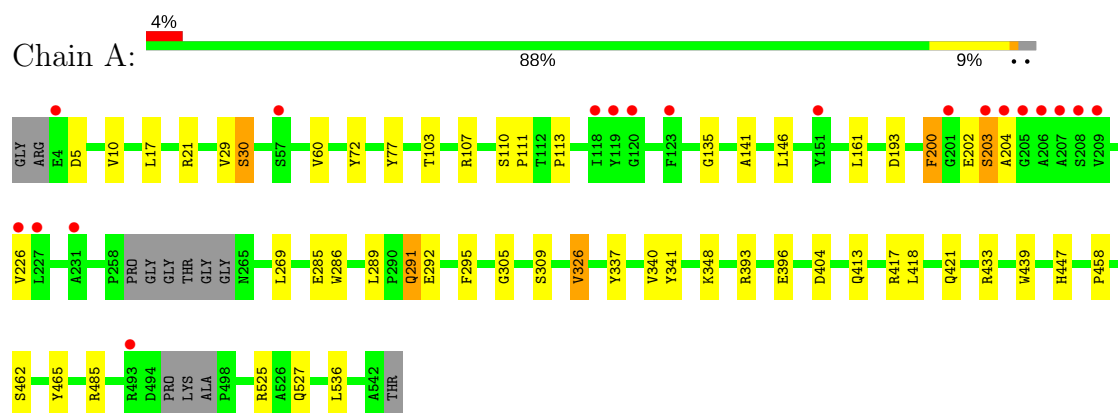 4%
Chain A:
88% 9% • •
GLY ARG E4 D5 V10 L17 R21 V29 S30 S57 V60 Y72 Y77 T103 R107 S110 P111 T112 P113 I118 Y119 G120 F123 G135 A141 L146 Y151 L161 D193 F200 G201 E202 S203 A204 G205 A206 A207 S208 V209
V226 L227 A231 P258 PRO GLY GLY THR GLY GLY N265 L269 E285 W286 L289 P290 Q291 E292 F295 G305 S309 V326 Y337 V340 Y341 K348 R393 E396 D404 Q413 R417 L418 Q421 R433 W439 H447 P458
S462 Y465 R485 R493 D494 PRO LYS ALA P498 R525 A526 Q527 L536 A542 THR